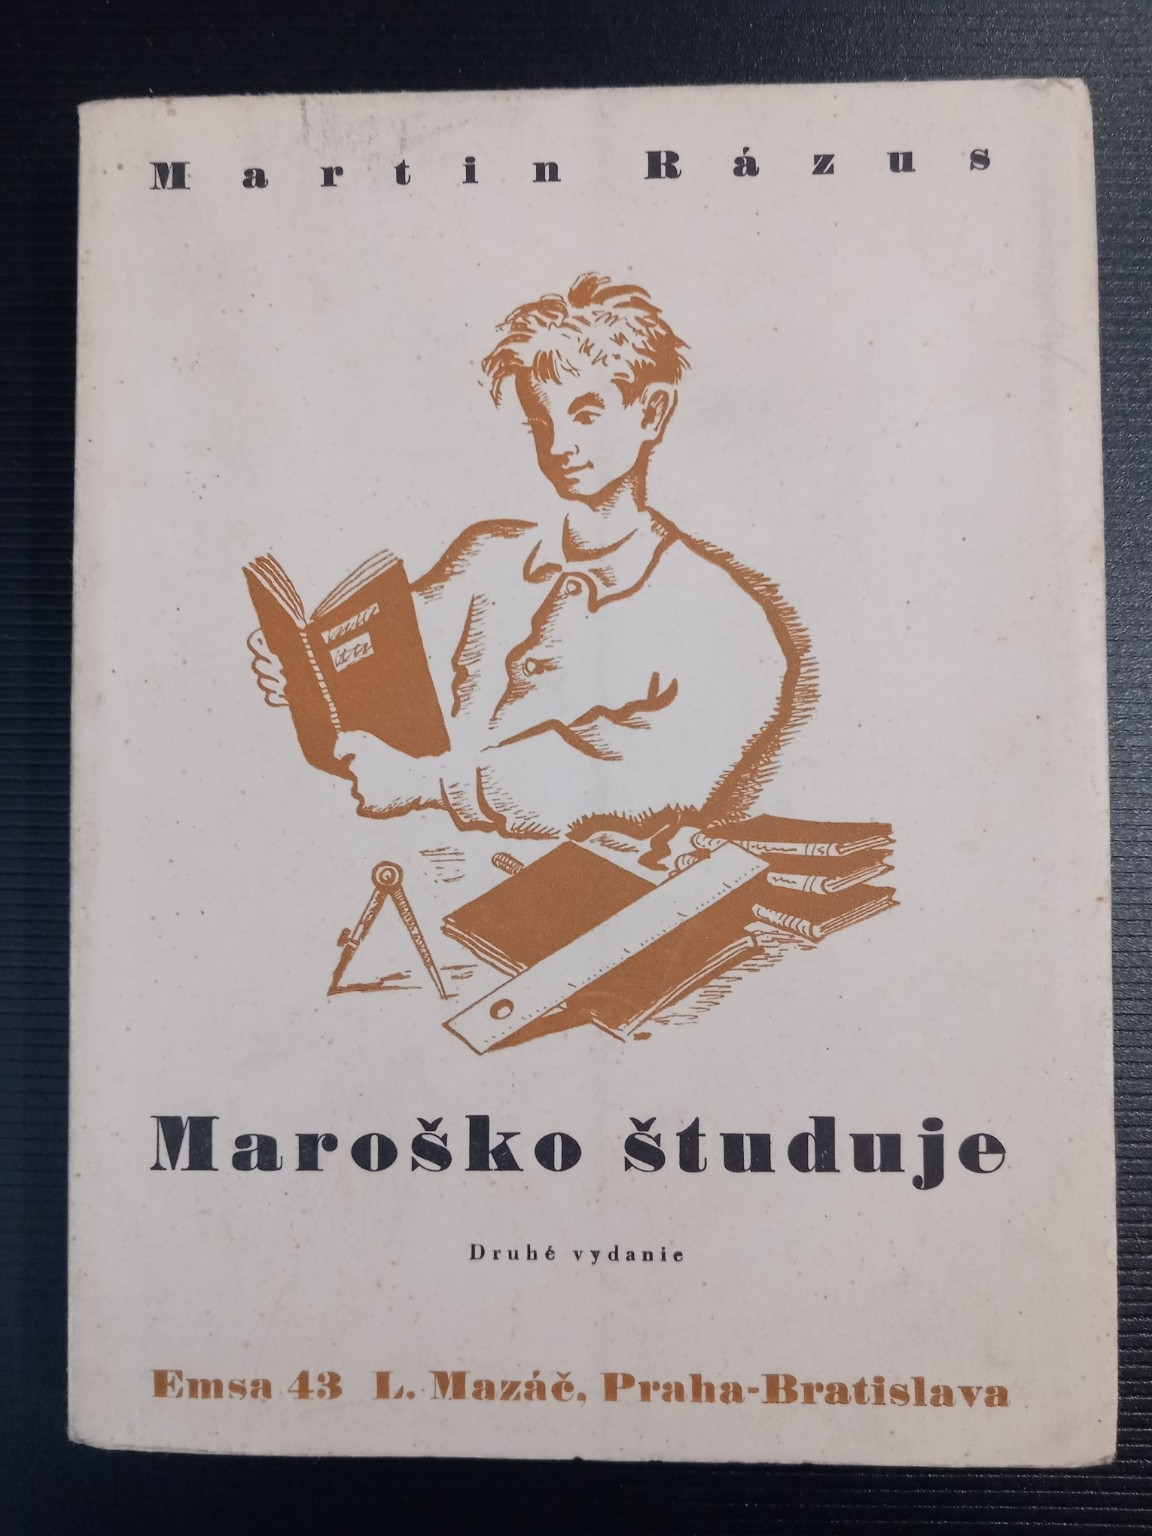 Martin Rázus
Maroško študuje
Druhé vydanie
Emsa 43 L. Mazáč, Praha-Bratislava